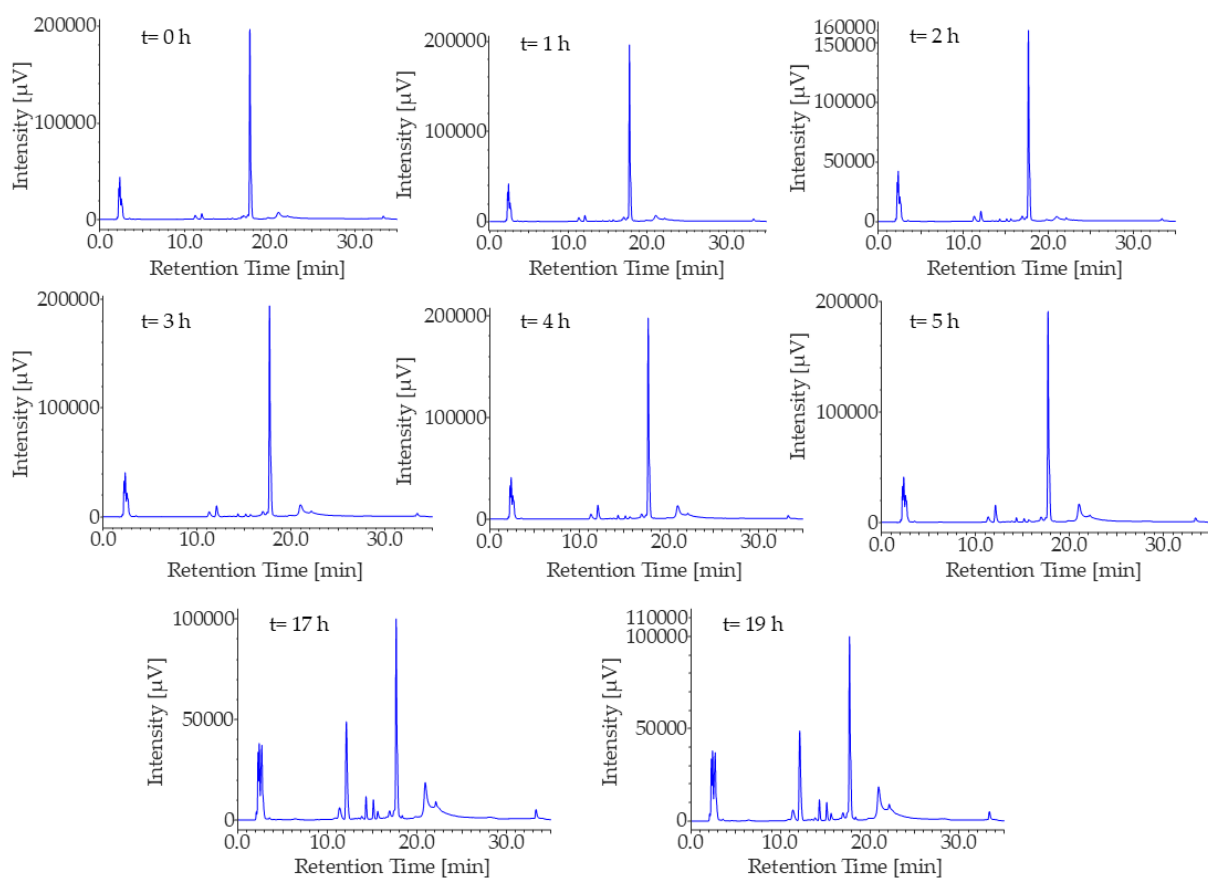 t= 0 h
200000
100000
0
Intensity [µV]
0.0 10.0 20.0 30.0
Retention Time [min]
t= 1 h
200000
100000
0
Intensity [µV]
0.0 10.0 20.0 30.0
Retention Time [min]
t= 2 h
160000
150000
100000
50000
0
Intensity [µV]
0.0 10.0 20.0 30.0
Retention Time [min]
t= 3 h
200000
100000
0
Intensity [µV]
0.0 10.0 20.0 30.0
Retention Time [min]
t= 4 h
200000
100000
0
Intensity [µV]
0.0 10.0 20.0 30.0
Retention Time [min]
t= 5 h
200000
100000
0
Intensity [µV]
0.0 10.0 20.0 30.0
Retention Time [min]
t= 17 h
100000
50000
0
Intensity [µV]
0.0 10.0 20.0 30.0
Retention Time [min]
t= 19 h
110000
100000
50000
0
Intensity [µV]
0.0 10.0 20.0 30.0
Retention Time [min]